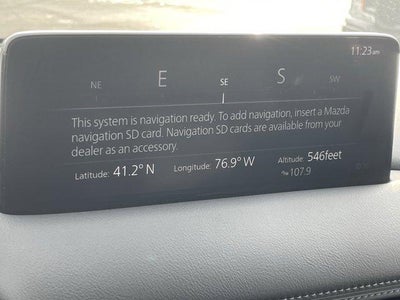 11:23am
NE E SE S SW
This system is navigation ready. To add navigation, insert a Mazda
navigation SD card. Navigation SD cards are available from your
dealer as an accessory.
Latitude: 41.2° N Longitude: 76.9° W Altitude: 546feet
107.9